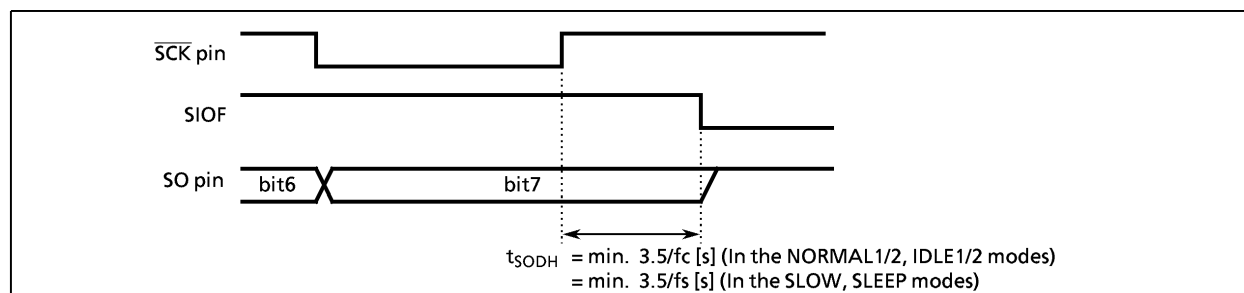 SCK pin
SIOF
SO pin
bit6
bit7
tSODH = min. 3.5/fc [s] (In the NORMAL1/2, IDLE1/2 modes)
= min. 3.5/fs [s] (In the SLOW, SLEEP modes)